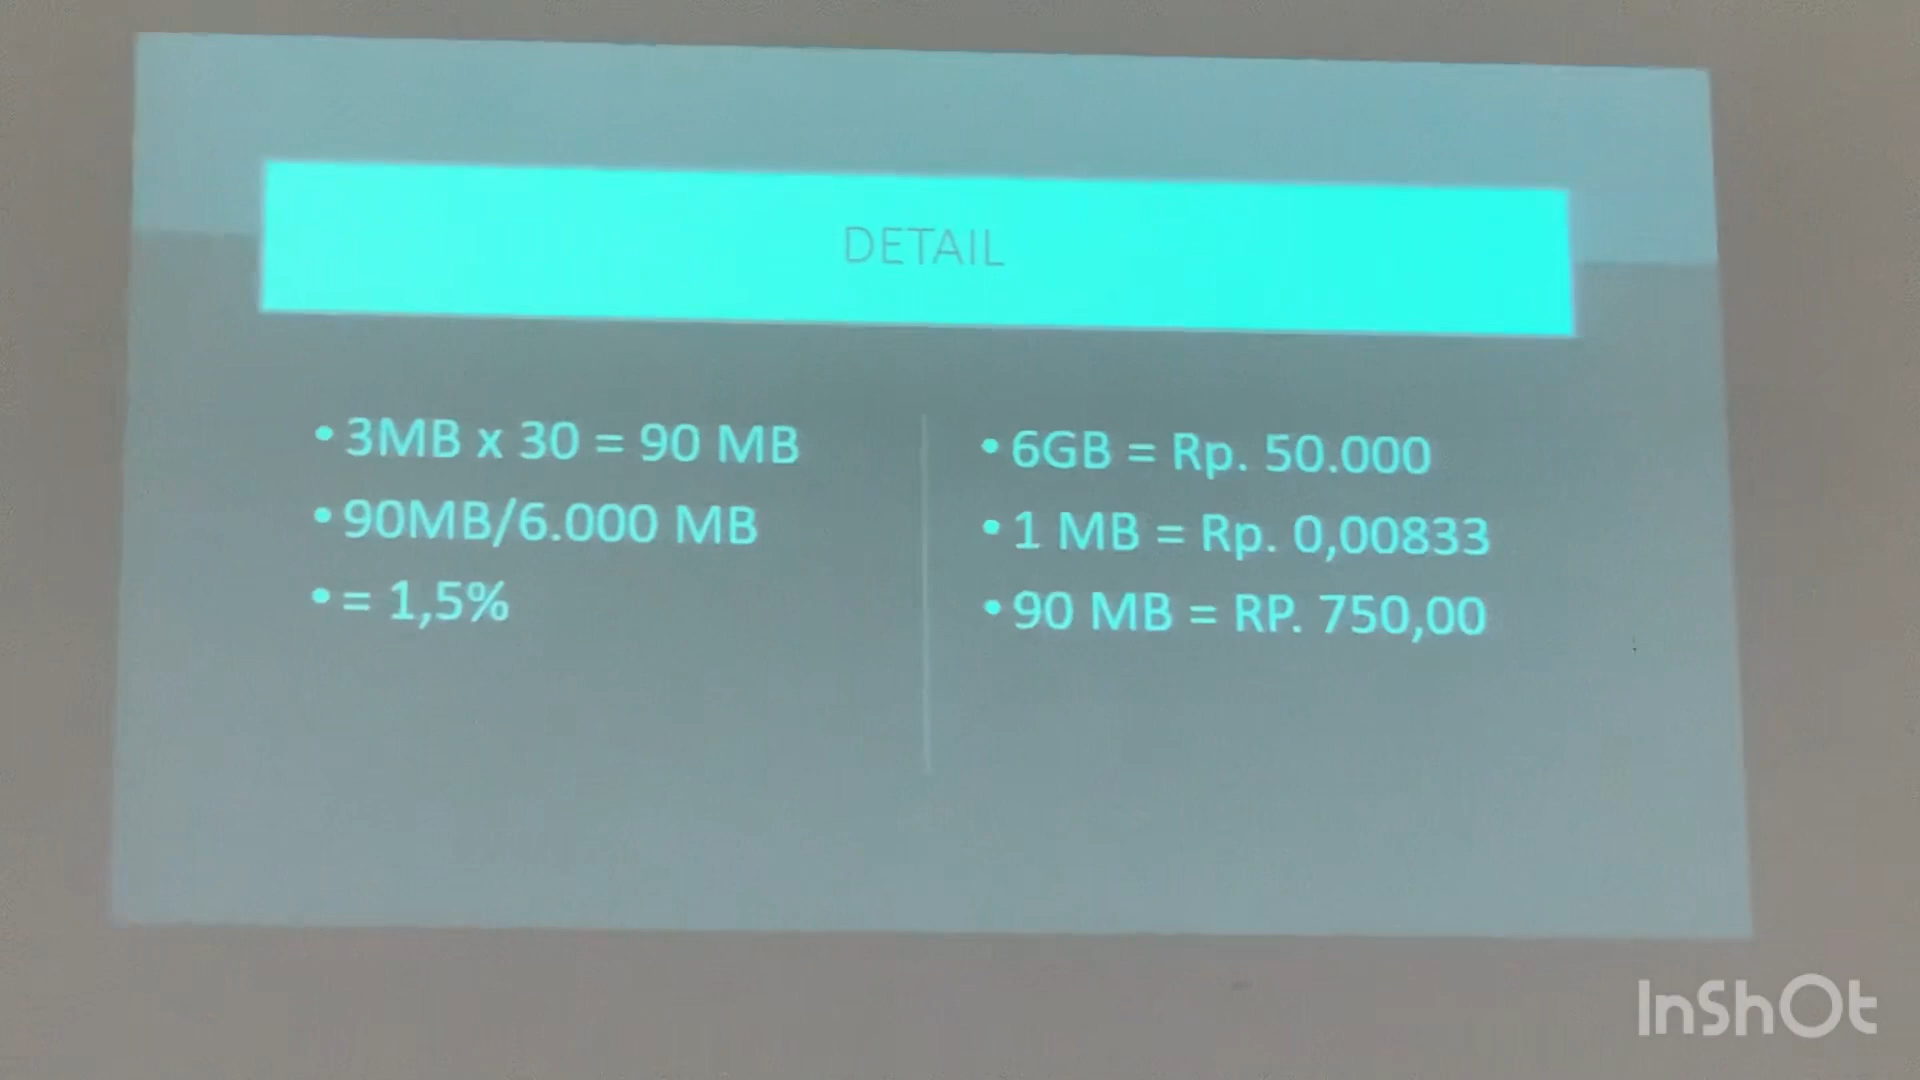 DETAIL
• 3MB x 30 = 90 MB
• 90MB/6.000 MB
• = 1,5%
• 6GB = Rp. 50.000
• 1 MB = Rp. 0,00833
• 90 MB = RP. 750,00
InShOt